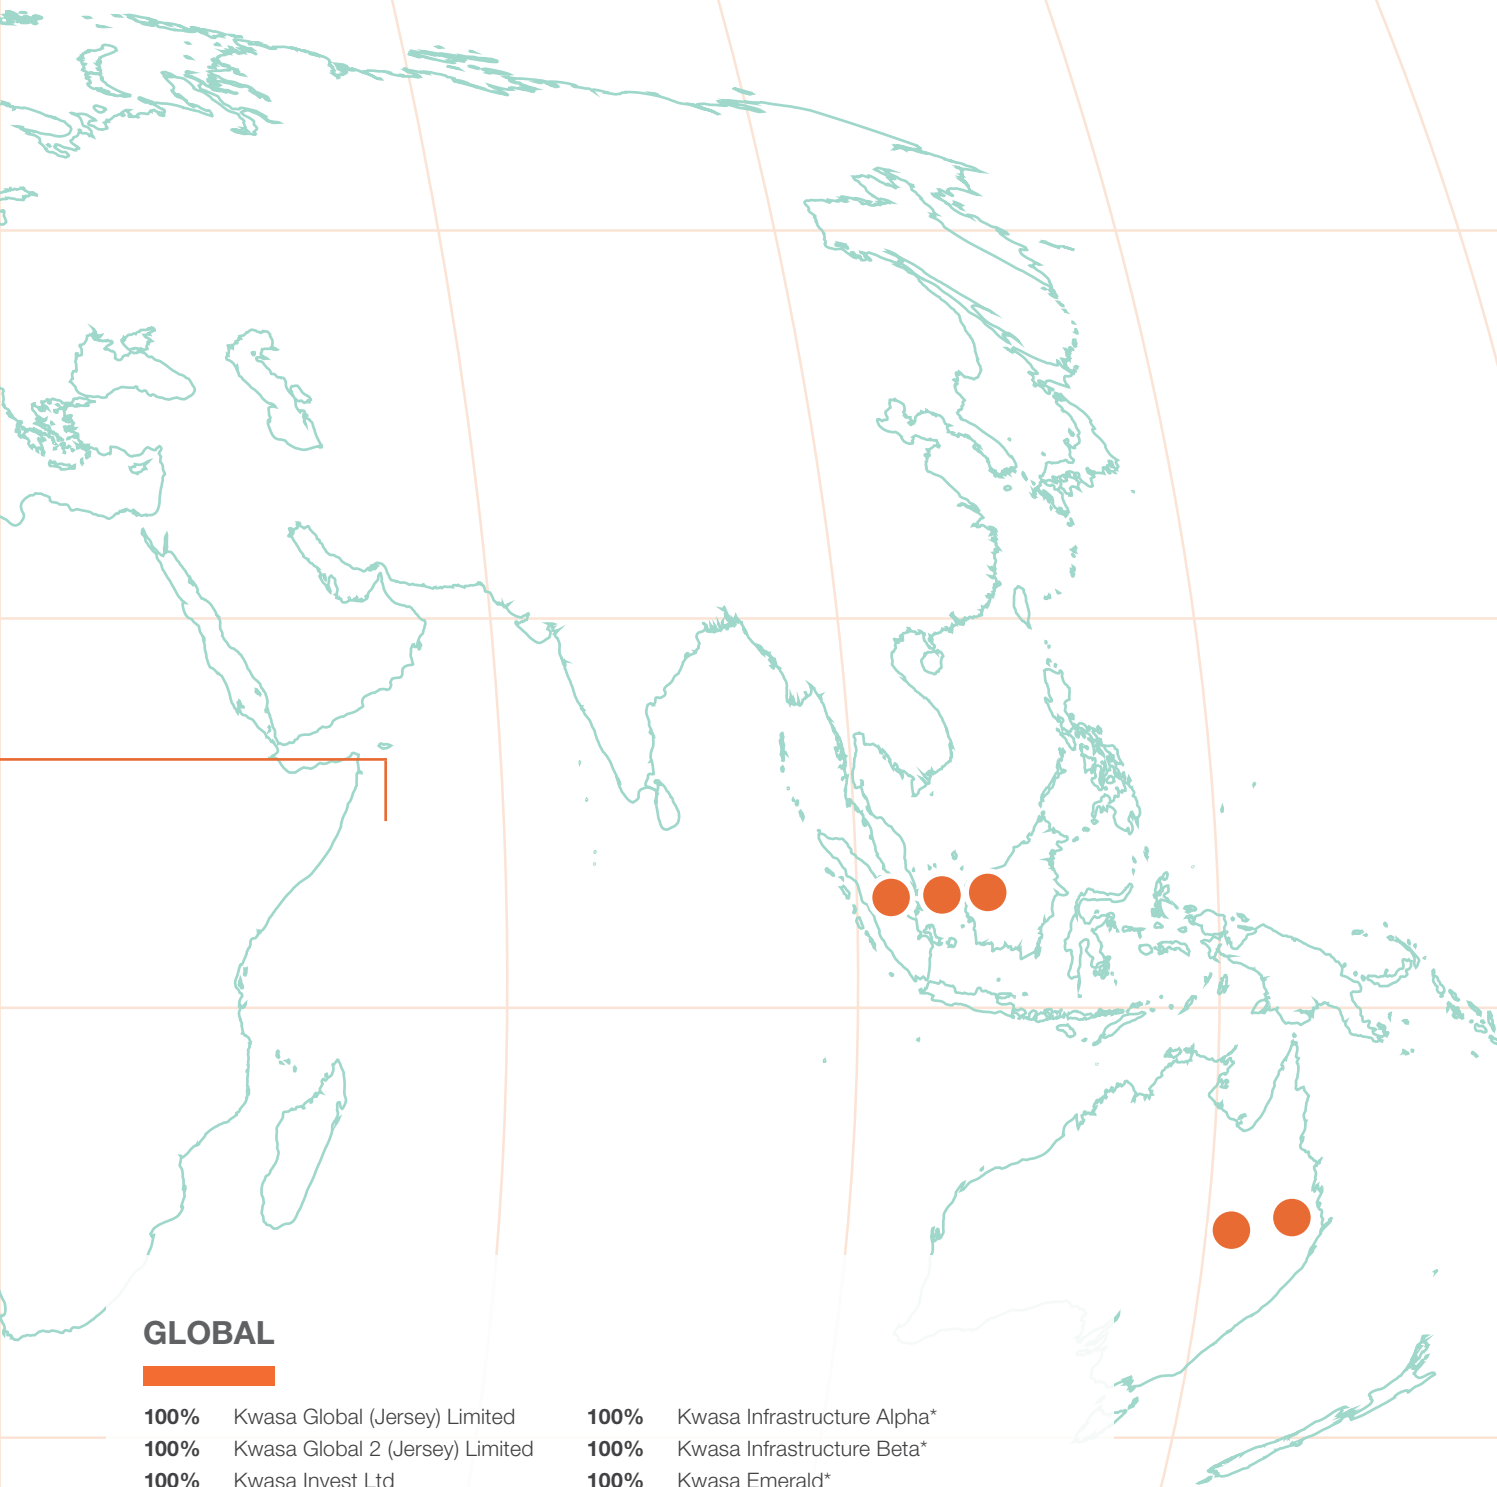 GLOBAL
100% Kwasa Global (Jersey) Limited
100% Kwasa Global 2 (Jersey) Limited
100% Kwasa Invest Ltd
100% Kwasa Infrastructure Alpha*
100% Kwasa Infrastructure Beta*
100% Kwasa Emerald*